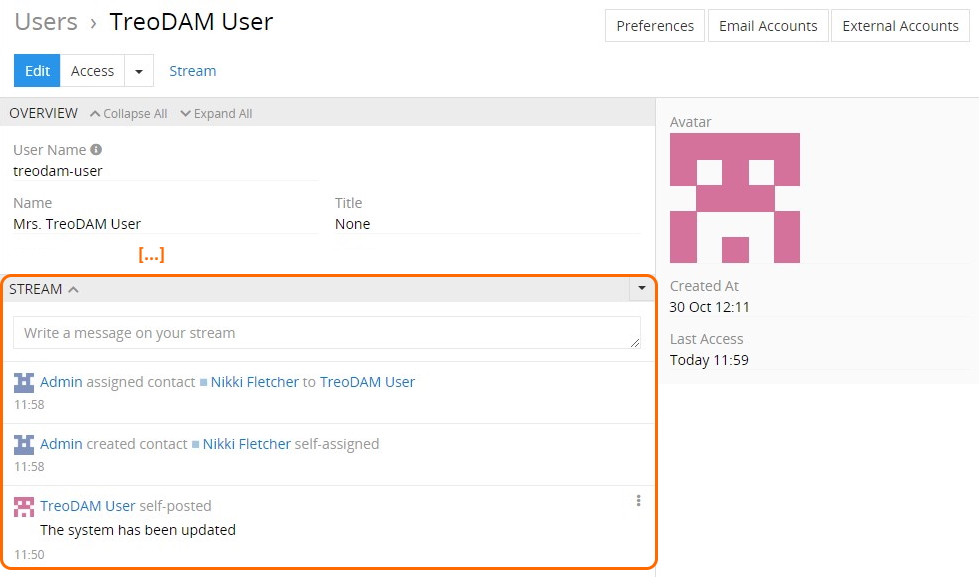 Users › TreoDAM User
Preferences
Email Accounts
External Accounts
Edit
Access
Stream
OVERVIEW Collapse All Expand All
User Name
treodam-user
Name
Mrs. TreoDAM User
Title
None
[...]
STREAM
Write a message on your stream
Admin assigned contact Nikki Fletcher to TreoDAM User
11:58
Admin created contact Nikki Fletcher self-assigned
11:58
TreoDAM User self-posted
The system has been updated
11:50
Avatar
Created At
30 Oct 12:11
Last Access
Today 11:59